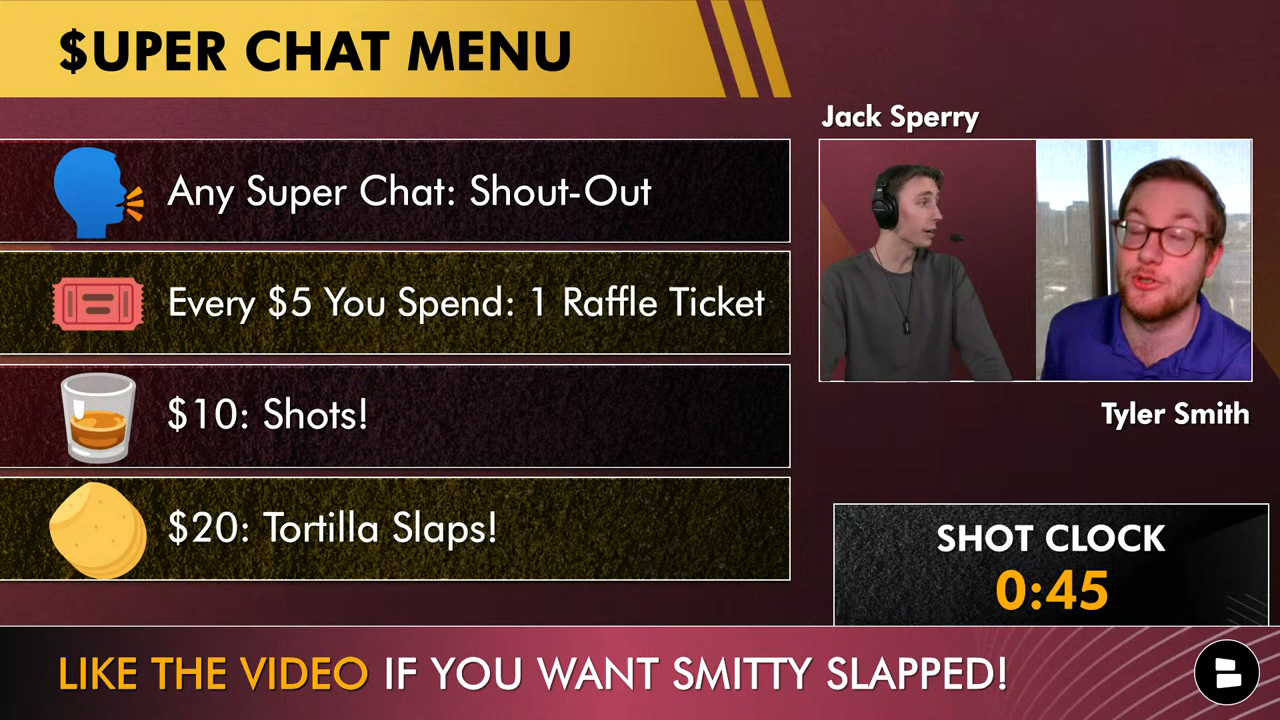 $UPER CHAT MENU
Jack Sperry
Any Super Chat: Shout-Out
Every $5 You Spend: 1 Raffle Ticket
$10: Shots!
$20: Tortilla Slaps!
Tyler Smith
SHOT CLOCK
0:45
LIKE THE VIDEO IF YOU WANT SMITTY SLAPPED!